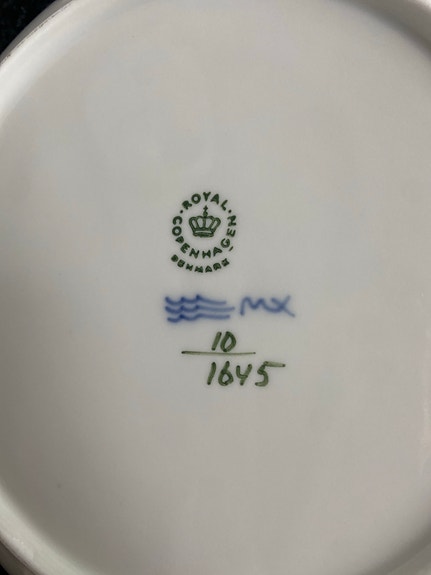 ROYAL
COPENHAGEN
DENMARK
MX
10
1645